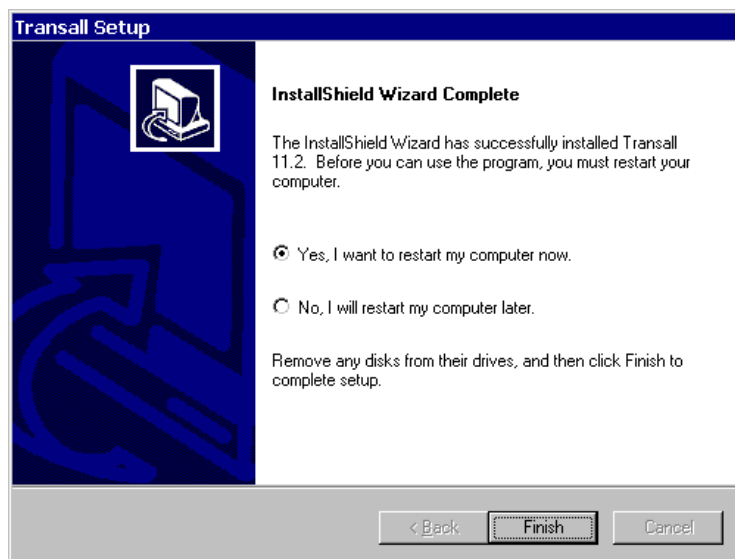 Transall Setup
InstallShield Wizard Complete
The InstallShield Wizard has successfully installed Transall
11.2.  Before you can use the program, you must restart your
computer.
Yes, I want to restart my computer now.
No, I will restart my computer later.
Remove any disks from their drives, and then click Finish to
complete setup.
< Back
Finish
Cancel